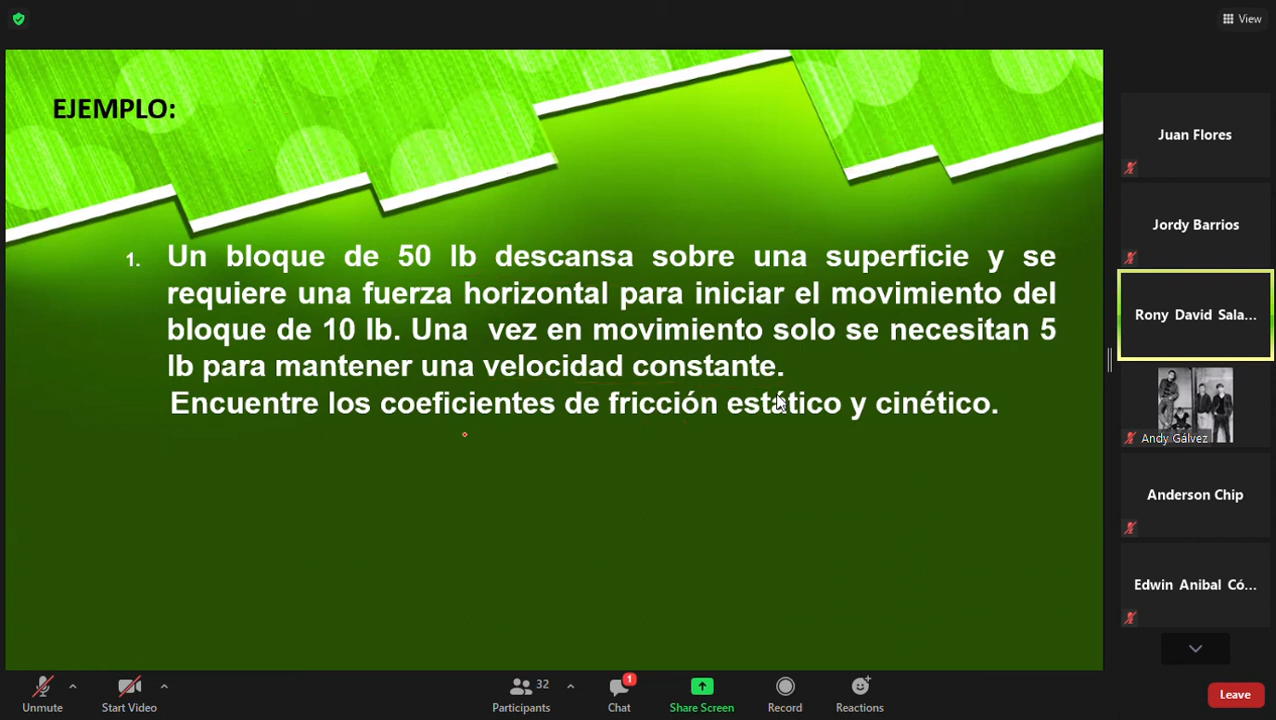 View
EJEMPLO:
1. Un bloque de 50 lb descansa sobre una superficie y se
requiere una fuerza horizontal para iniciar el movimiento del
bloque de 10 lb. Una vez en movimiento solo se necesitan 5
lb para mantener una velocidad constante.
Encuentre los coeficientes de fricción estático y cinético.
Juan Flores
Jordy Barrios
Rony David Sala...
Andy Gálvez
Anderson Chip
Edwin Anibal Có...
Unmute
Start Video
32
Participants
1
Chat
Share Screen
Record
Reactions
Leave